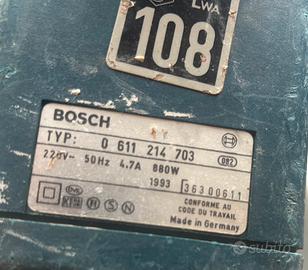 LWA
108
BOSCH
TYP: 0 611 214 703
082
220V- 50Hz 4.7A 880W
1993 36300611
CONFORME AU
CODE DU TRAVAIL
Made in Germany
subito